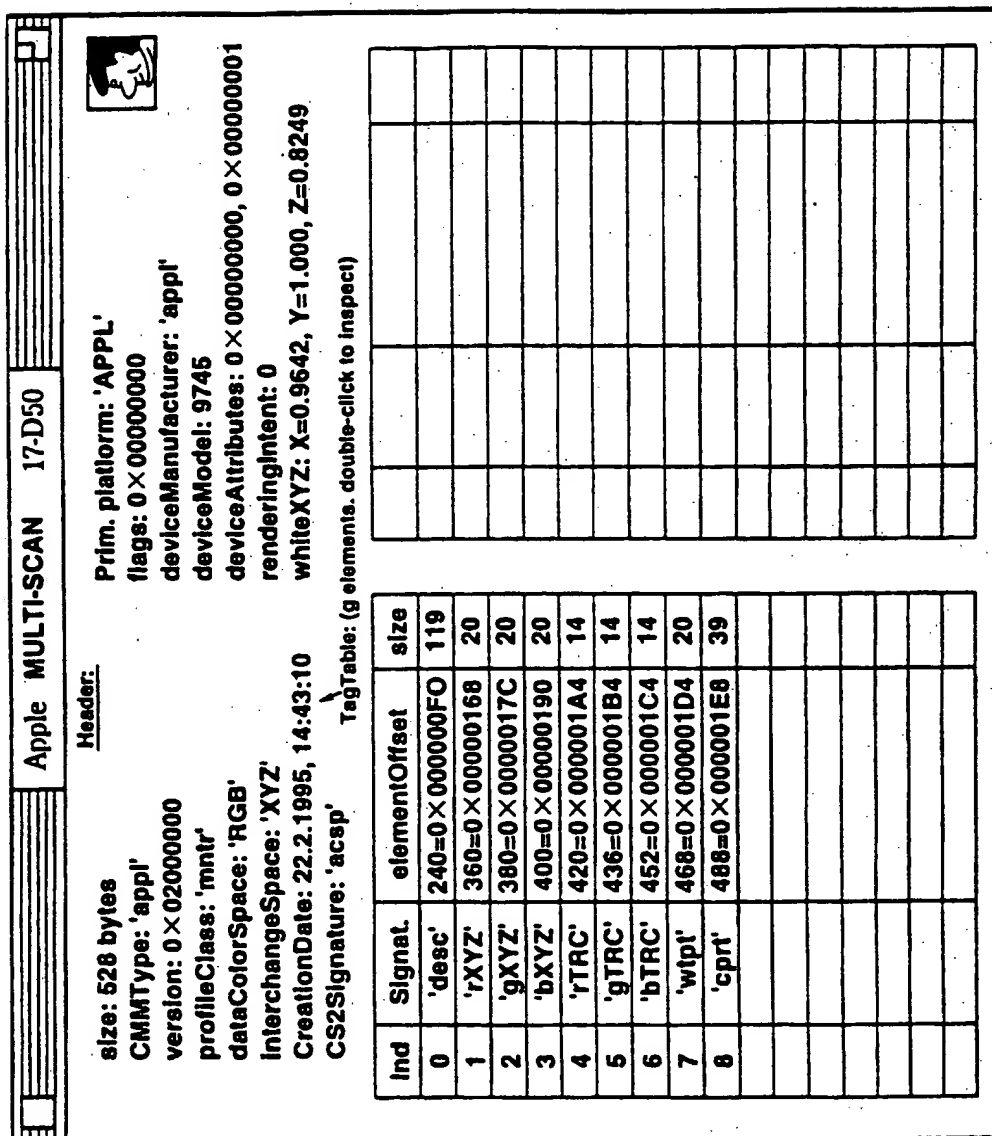 Apple MULTI-SCAN 17-D50
Header:
size: 528 bytes
CMMType: 'appl'
version: 0×02000000
profileClass: 'mntr'
dataColorSpace: 'RGB'
InterchangeSpace: 'XYZ'
CreationDate: 22.2.1995, 14:43:10
CS2Signature: 'acsp'
Prim. platlorm: 'APPL'
flags: 0×00000000
deviceManufacturer: 'appl'
deviceModel: 9745
deviceAttributes: 0×00000000, 0×00000001
renderingIntent: 0
whiteXYZ: X=0.9642, Y=1.000, Z=0.8249
TagTable: (g elements. double-click to inspect)
Ind Signat. elementOffset size
0 'desc' 240=0×000000FO 119
1 'rXYZ' 360=0×00000168 20
2 'gXYZ' 380=0×0000017C 20
3 'bXYZ' 400=0×00000190 20
4 'rTRC' 420=0×000001A4 14
5 'gTRC' 436=0×000001B4 14
6 'bTRC' 452=0×000001C4 14
7 'wtpt' 468=0×000001D4 20
8 'cprt' 488=0×000001E8 39